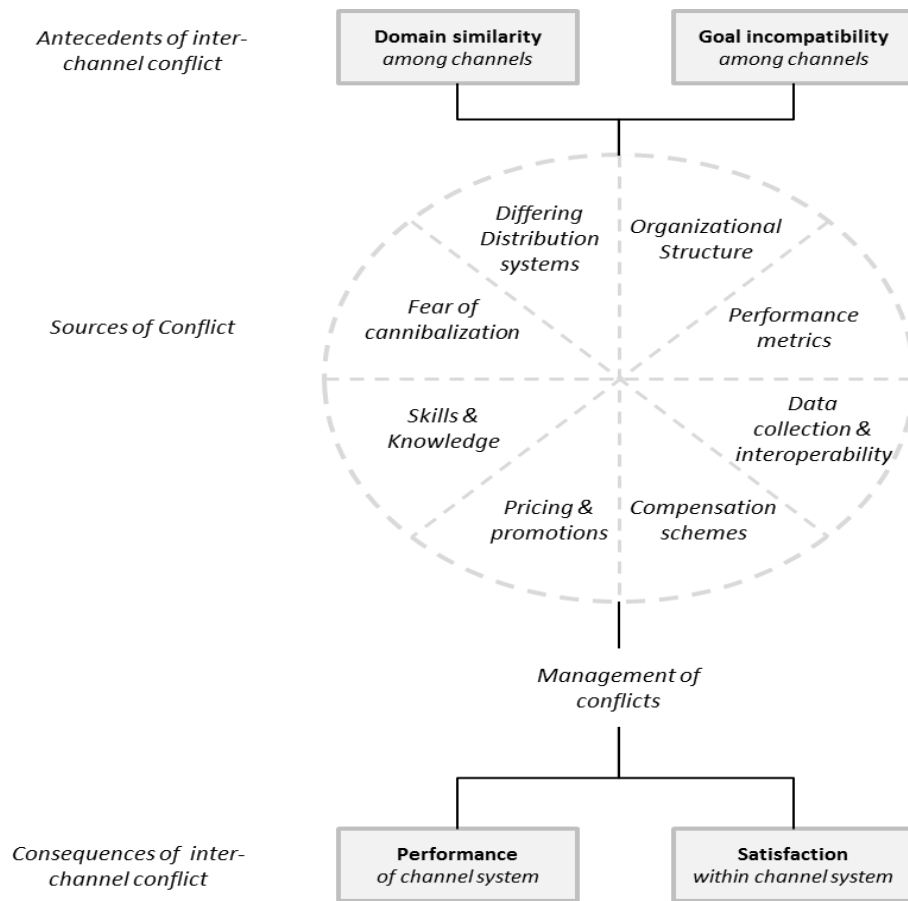 Antecedents of inter-
channel conflict
Domain similarity
among channels
Goal incompatibility
among channels
Sources of Conflict
Differing
Distribution
systems
Organizational
Structure
Fear of
cannibalization
Performance
metrics
Skills &
Knowledge
Data
collection &
interoperability
Pricing &
promotions
Compensation
schemes
Management of
conflicts
Consequences of inter-
channel conflict
Performance
of channel system
Satisfaction
within channel system